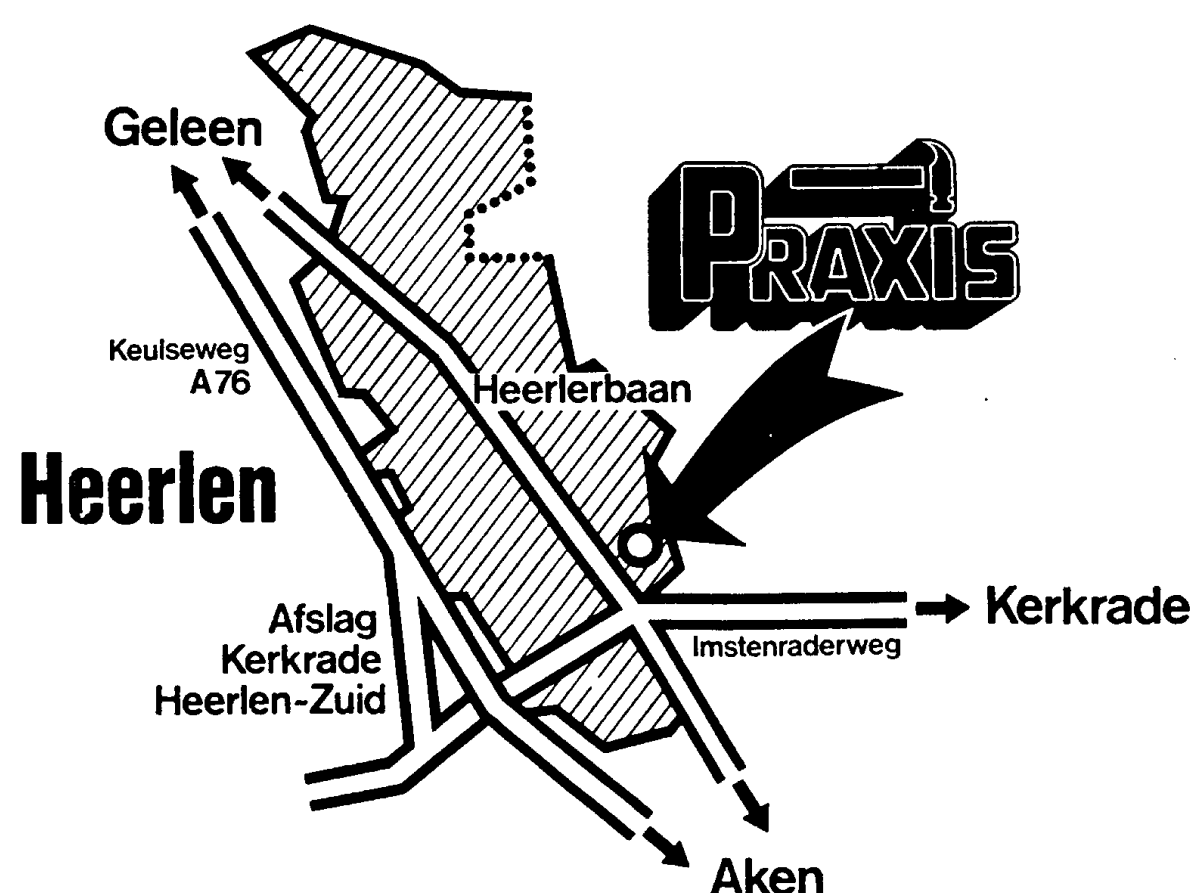 Geleen
PRAXIS
Keulseweg
A76
Heerlerbaan
Heerlen
Afslag
Kerkrade
Heerlen-Zuid
Kerkrade
Imstenraderweg
Aken